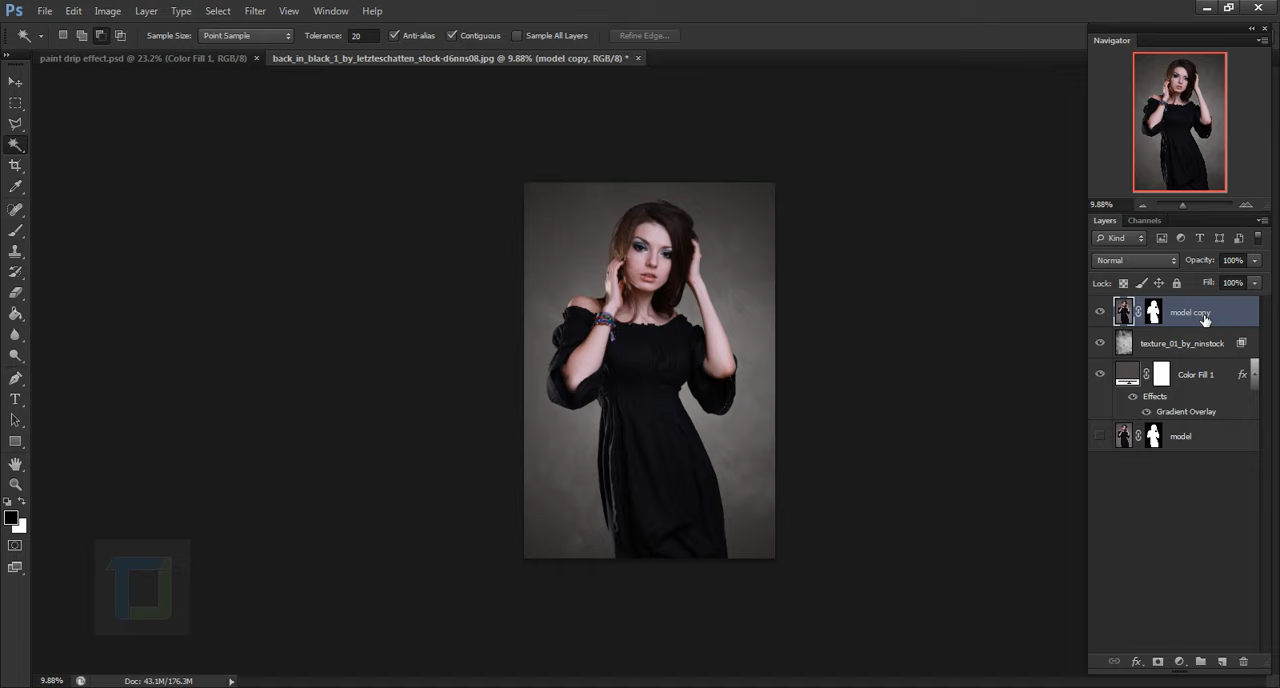 Ps File Edit Image Layer Type Select Filter View Window Help
Sample Size: Point Sample Tolerance: 20 Anti-alias Contiguous Sample All Layers Refine Edge...
paint drip effect.psd @ 23.2% (Color Fill 1, RGB/8) × back_in_black_1_by_letzteschatten_stock-d6nns08.jpg @ 9.88% (model copy, RGB/8) * ×
Navigator
9.88%
Layers Channels
Kind
Normal Opacity: 100%
Lock: Fill: 100%
model copy
texture_01_by_ninstock
Color Fill 1 fx
Effects
Gradient Overlay
model
9.88% Doc: 43.1M/176.3M